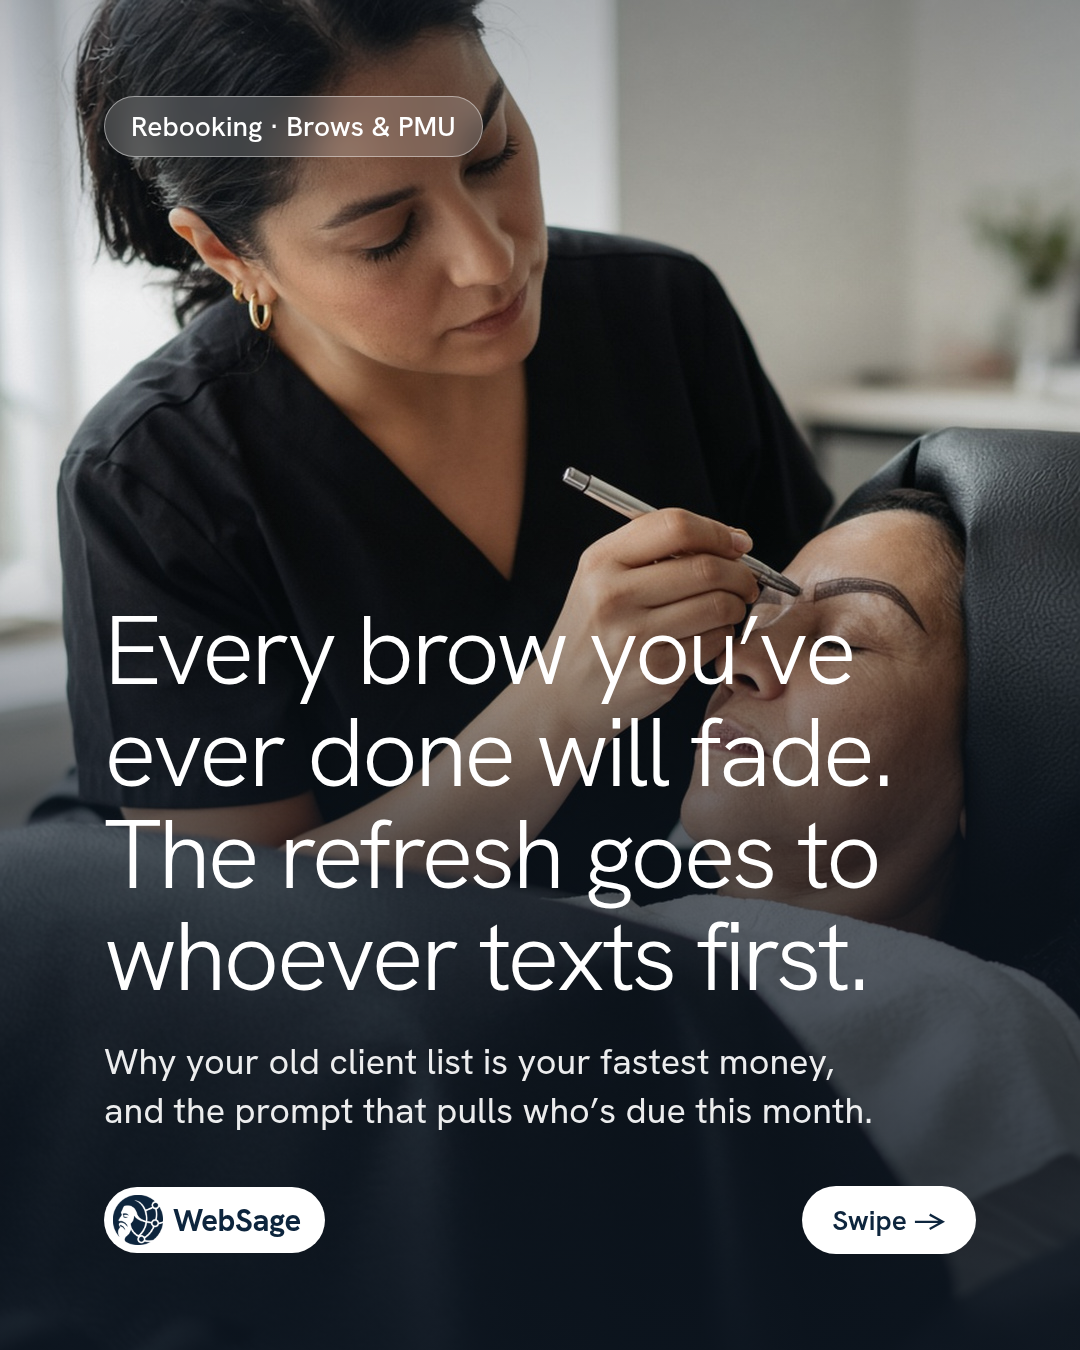 Rebooking · Brows & PMU
Every brow you’ve
ever done will fade.
The refresh goes to
whoever texts first.
Why your old client list is your fastest money,
and the prompt that pulls who’s due this month.
WebSage
Swipe →